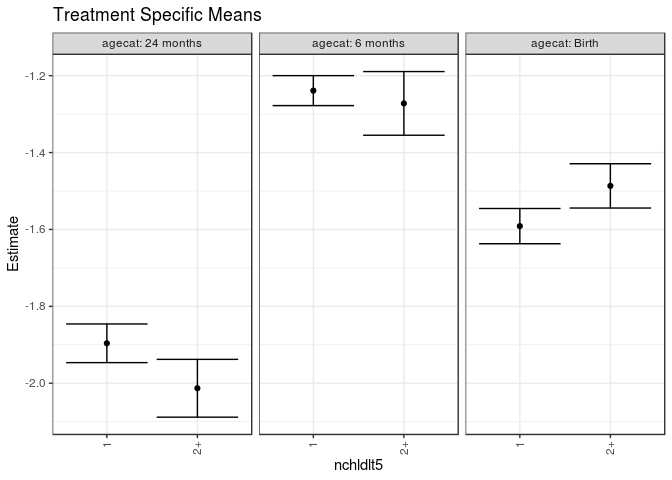 Treatment Specific Means
agecat: 24 months
agecat: 6 months
agecat: Birth
Estimate
-1.2
-1.4
-1.6
-1.8
-2.0
1
2+
1
2+
1
2+
nchldlt5